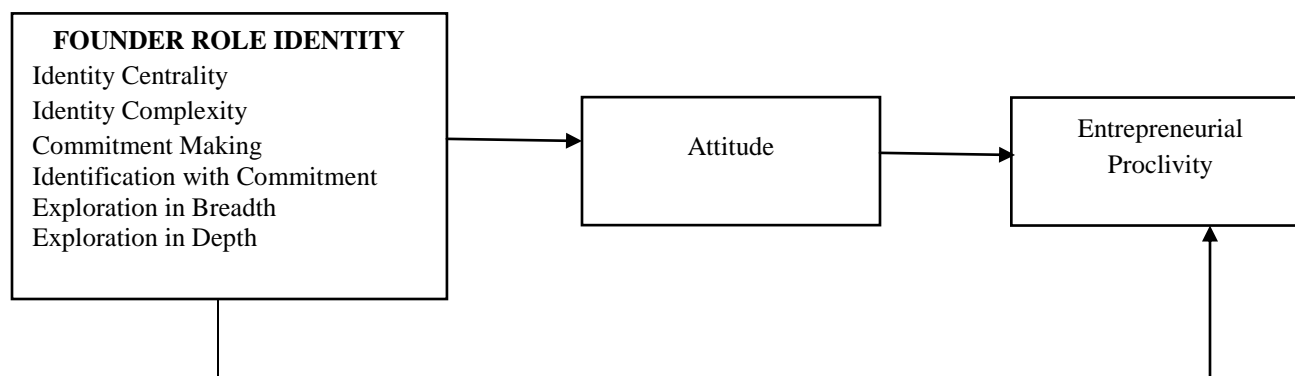 FOUNDER ROLE IDENTITY
Identity Centrality
Identity Complexity
Commitment Making
Identification with Commitment
Exploration in Breadth
Exploration in Depth
Attitude
Entrepreneurial
Proclivity